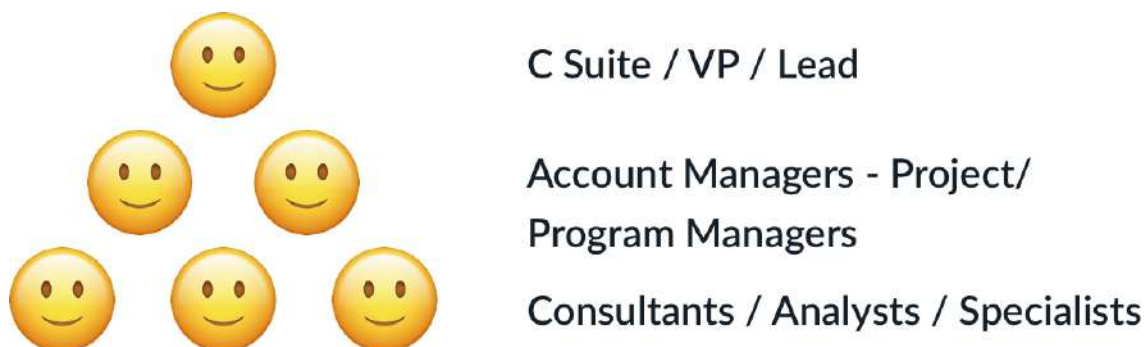 C Suite / VP / Lead
Account Managers - Project/
Program Managers
Consultants / Analysts / Specialists